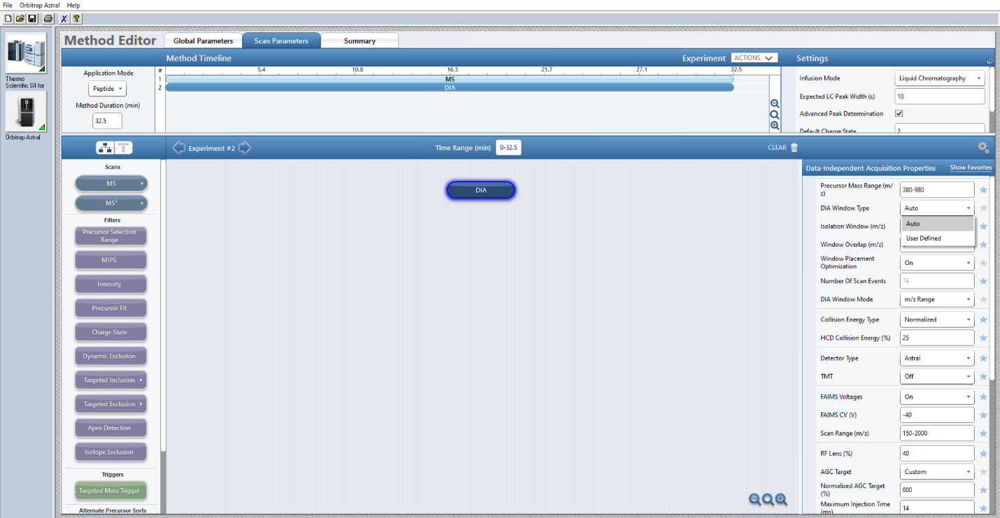 File Orbitrap Astral Help
Thermo
Scientific SII for
Orbitrap Astral
Method Editor
Global Parameters
Scan Parameters
Summary
Method Timeline
Experiment
ACTIONS
Settings
Application Mode
Peptide
Method Duration (min)
32.5
# 5.4 10.8 16.3 21.7 27.1 32.5
1 MS
2 DIA
Infusion Mode Liquid Chromatography
Expected LC Peak Width (s) 10
Advanced Peak Determination
Default Charge State 2
Experiment #2
Time Range (min) 0-32.5
CLEAR
Scans
MS
MS²
Filters
Precursor Selection
Range
MIPS
Intensity
Precursor Fit
Charge State
Dynamic Exclusion
Targeted Inclusion
Targeted Exclusion
Apex Detection
Isotope Exclusion
Triggers
Targeted Mass Trigger
Alternate Precursor Sorts
DIA
Data-Independent Acquisition Properties Show Favorites
Precursor Mass Range (m/
z) 380-980
DIA Window Type Auto
Auto
User Defined
Isolation Window (m/z)
Window Overlap (m/z)
Window Placement
Optimization On
Number Of Scan Events 74
DIA Window Mode m/z Range
Collision Energy Type Normalized
HCD Collision Energy (%) 25
Detector Type Astral
TMT Off
FAIMS Voltages On
FAIMS CV (V) -40
Scan Range (m/z) 150-2000
RF Lens (%) 40
AGC Target Custom
Normalized AGC Target
(%) 800
Maximum Injection Time
(ms) 14